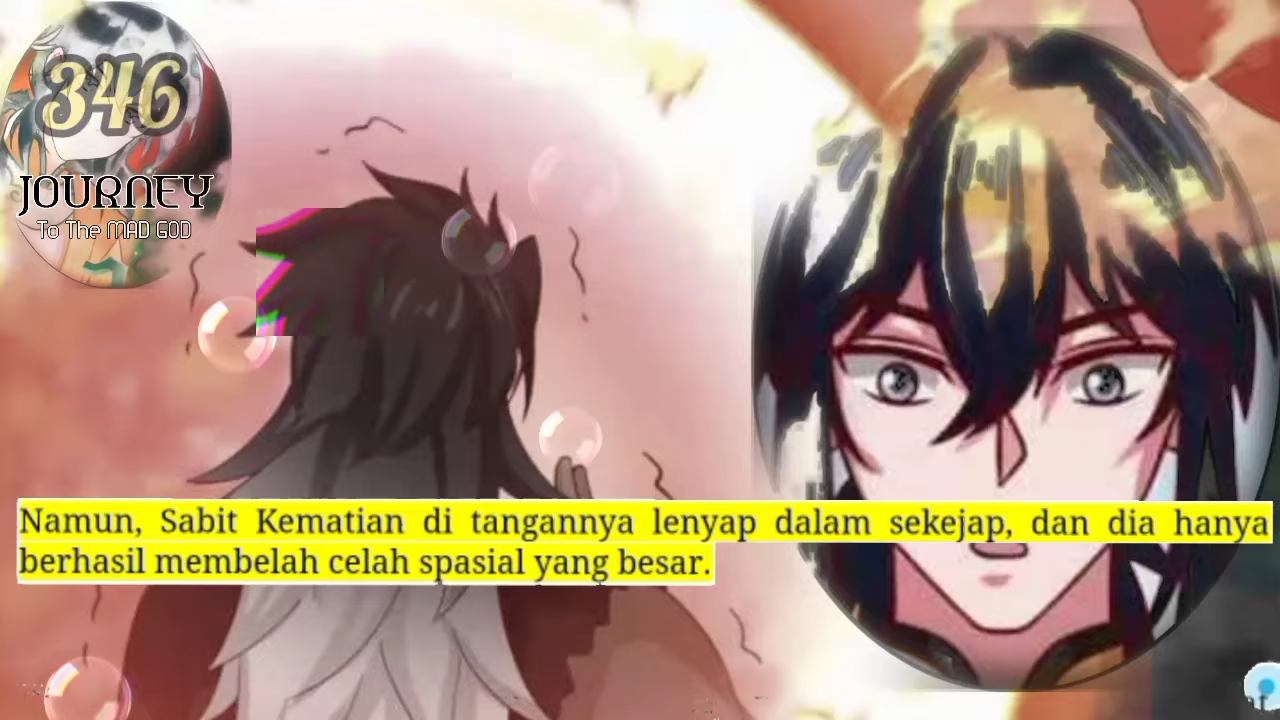 346
JOURNEY
To The MAD GOD
Namun, Sabit Kematian di tangannya lenyap dalam sekejap, dan dia hanya
berhasil membelah celah spasial yang besar.